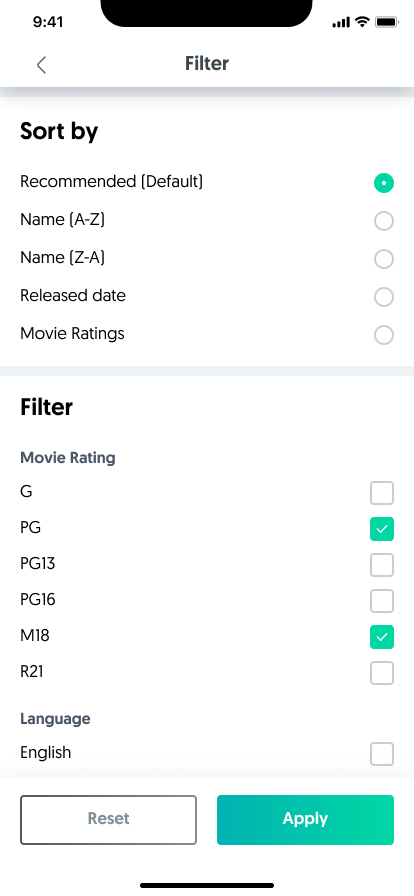 9:41
Filter
Sort by
Recommended (Default)
Name (A-Z)
Name (Z-A)
Released date
Movie Ratings
Filter
Movie Rating
G
PG
PG13
PG16
M18
R21
Language
English
Reset
Apply